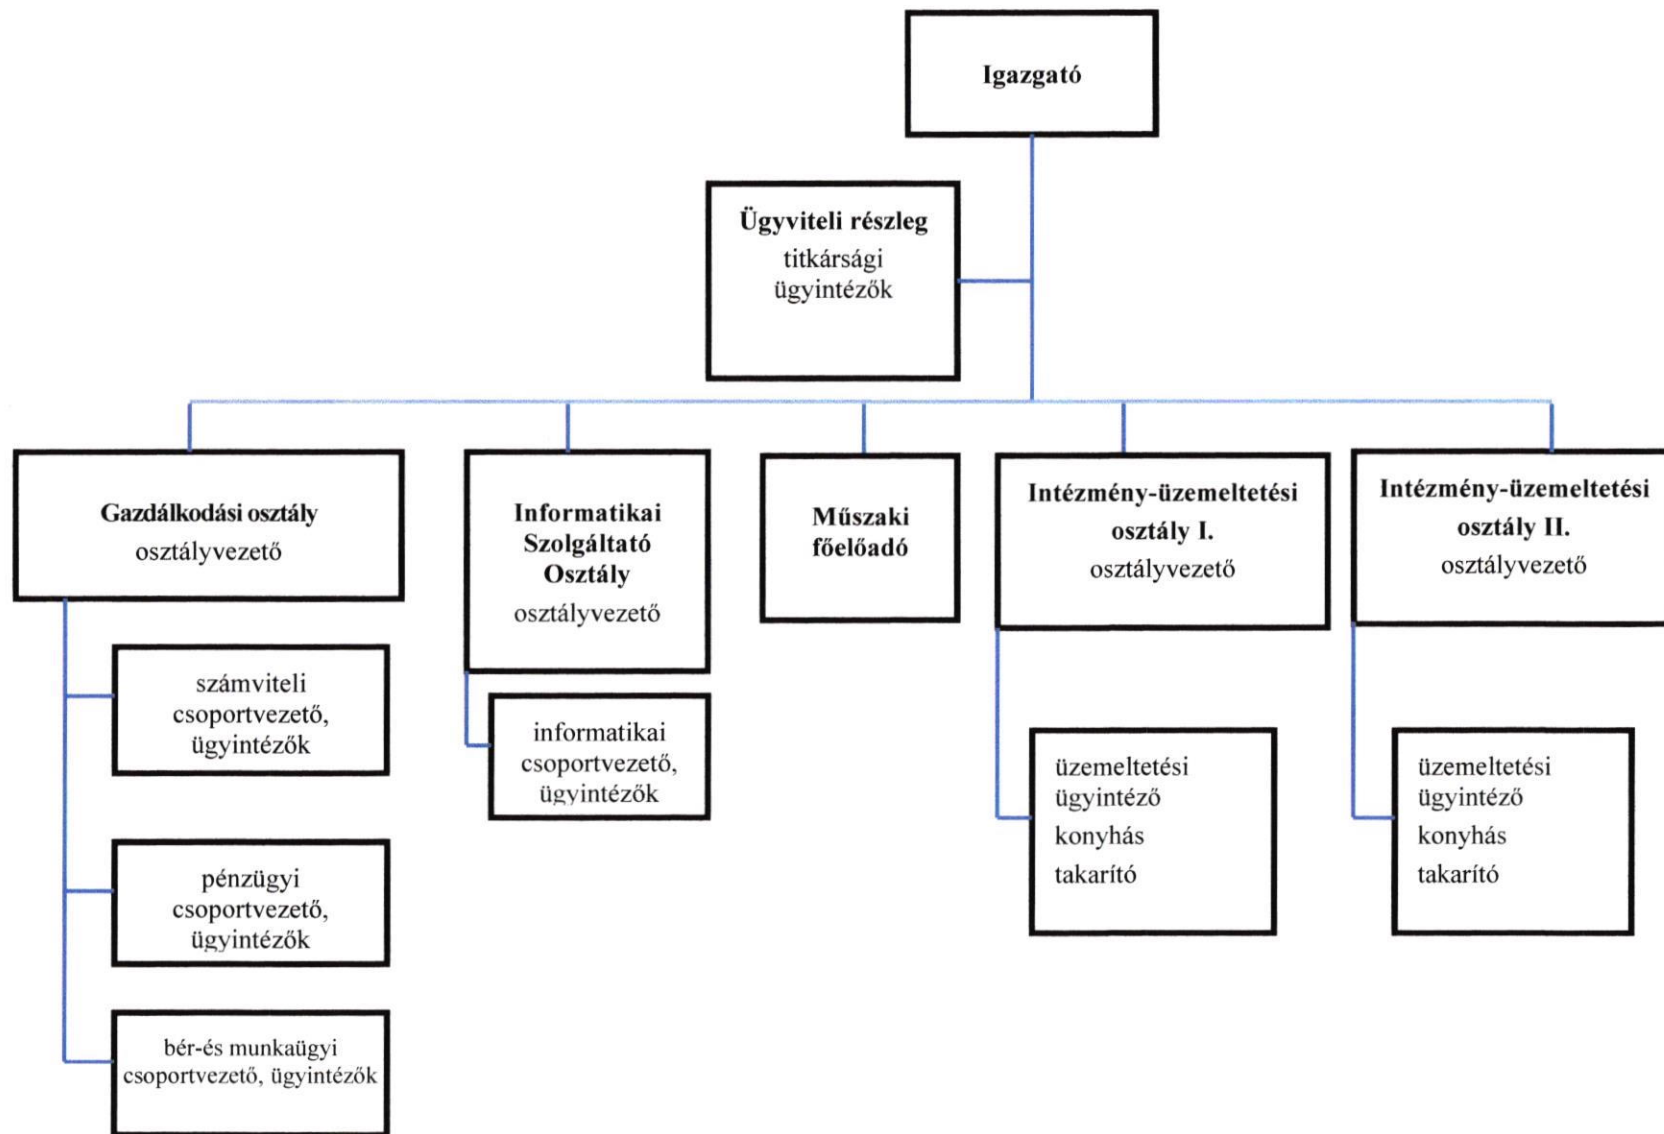 Igazgató
Ügyviteli részleg
titkársági
ügyintézők
Gazdálkodási osztály
osztályvezető
Informatikai
Szolgáltató
Osztály
osztályvezető
Műszaki
főelőadó
Intézmény-üzemeltetési
osztály I.
osztályvezető
Intézmény-üzemeltetési
osztály II.
osztályvezető
számviteli
csoportvezető,
ügyintézők
informatikai
csoportvezető,
ügyintézők
üzemeltetési
ügyintéző
konyhás
takarító
üzemeltetési
ügyintéző
konyhás
takarító
pénzügyi
csoportvezető,
ügyintézők
bér-és munkaügyi
csoportvezető, ügyintézők